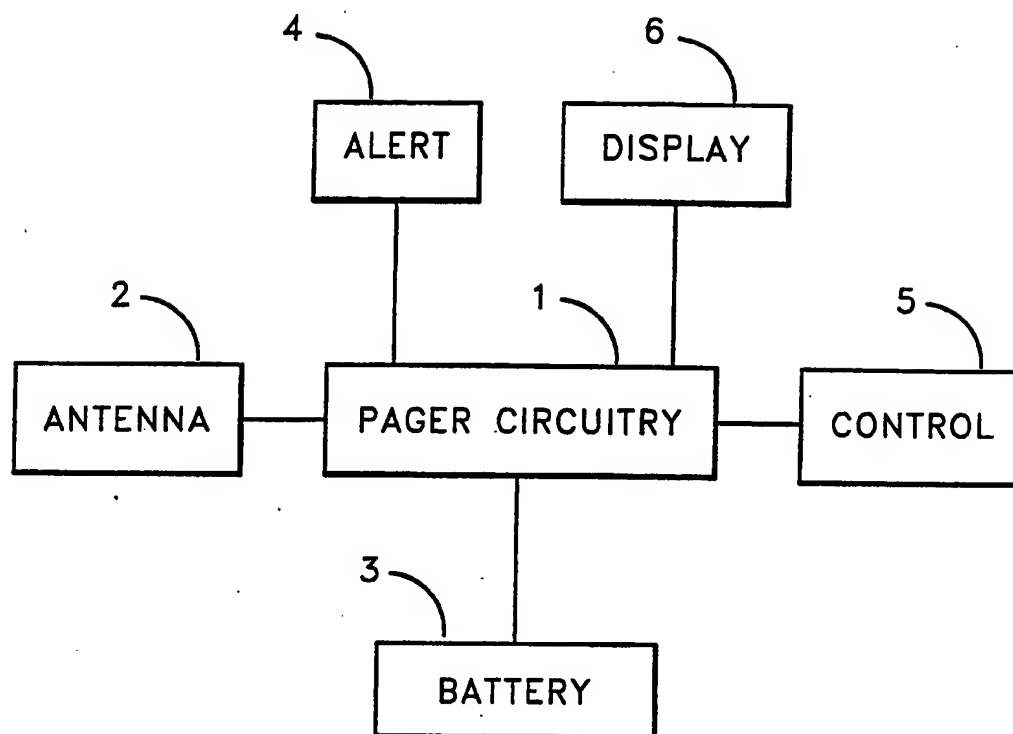 4
6
ALERT
DISPLAY
2
1
5
ANTENNA
PAGER CIRCUITRY
CONTROL
3
BATTERY